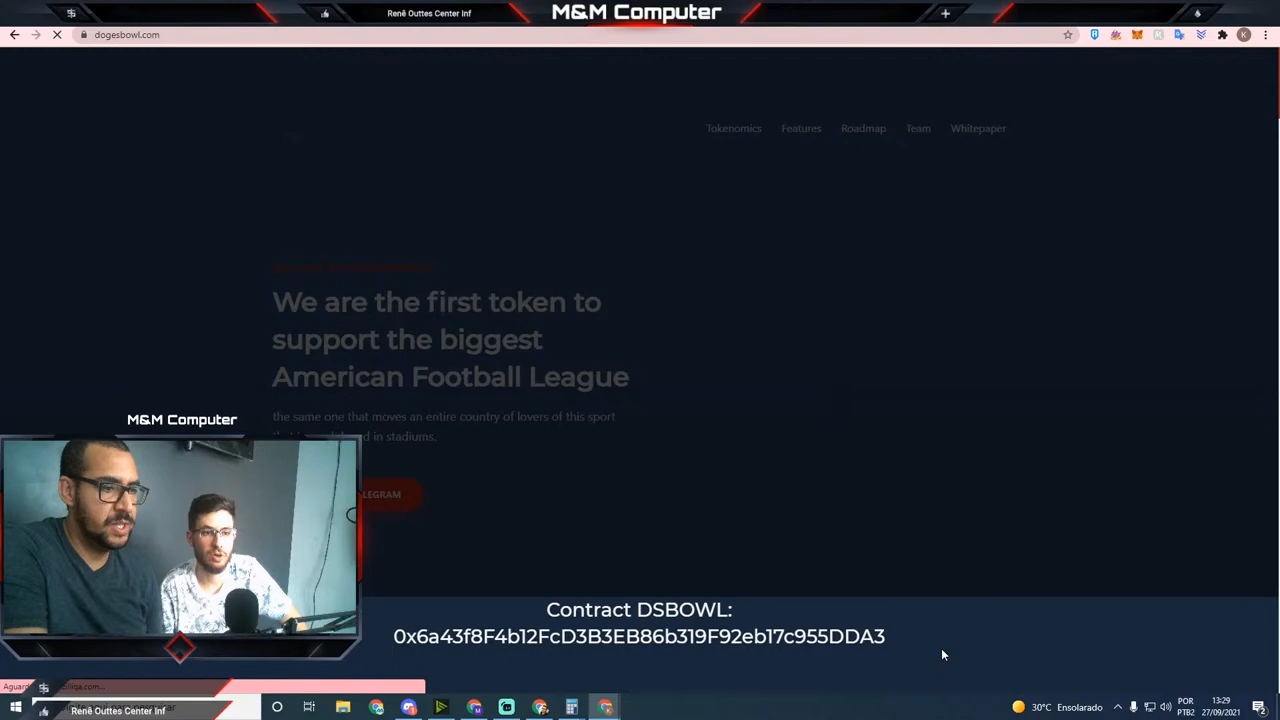 Renê Outtes Center Inf
M&M Computer
dogesbowl.com
Tokenomics Features Roadmap Team Whitepaper
We are the first token to
support the biggest
American Football League
the same one that moves an entire country of lovers of this sport
in stadiums.
LEGRAM
M&M Computer
Contract DSBOWL:
0x6a43f8F4b12FcD3B3EB86b319F92eb17c955DDA3
Renê Outtes Center Inf
30°C Ensolarado
POR
PTB2
13:29
27/09/2021